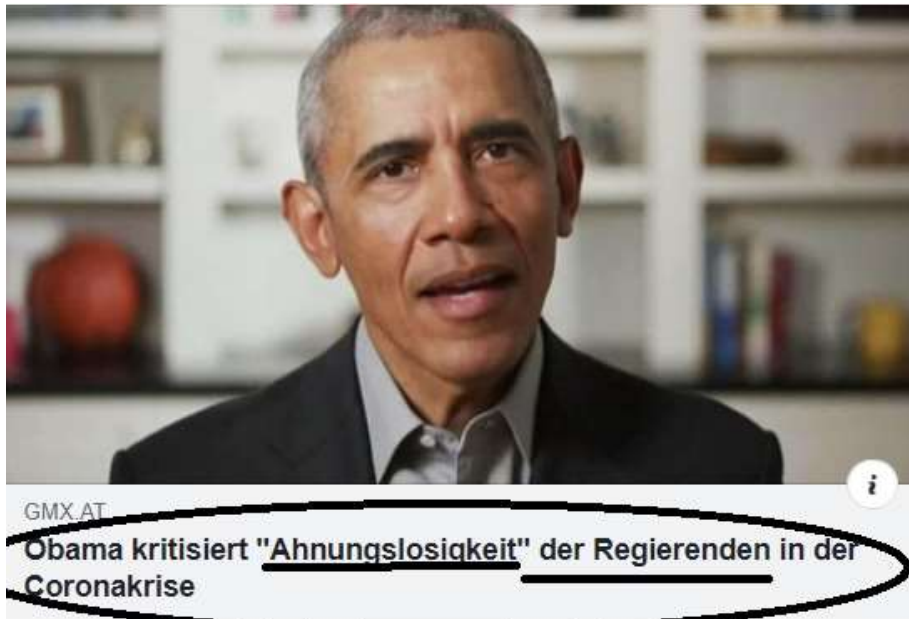 GMX.AT
Obama kritisiert "Ahnungslosigkeit" der Regierenden in der
Coronakrise